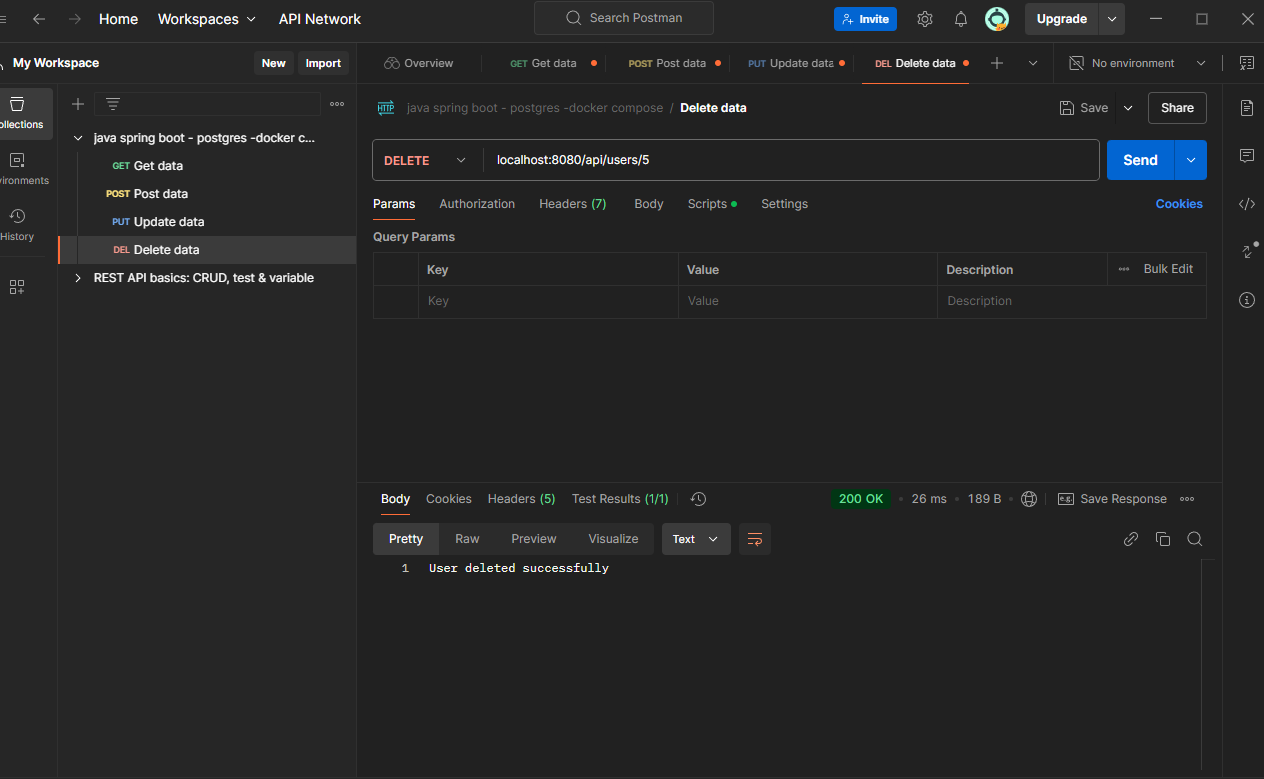 Home Workspaces API Network Search Postman Invite Upgrade
My Workspace New Import Overview GET Get data POST Post data PUT Update data DEL Delete data No environment
ollections
java spring boot - postgres -docker compose / Delete data Save Share
java spring boot - postgres -docker c...
GET Get data
DELETE localhost:8080/api/users/5 Send
vironments
POST Post data
Params Authorization Headers (7) Body Scripts Settings Cookies
PUT Update data
History
Query Params
DEL Delete data
Key Value Description Bulk Edit
REST API basics: CRUD, test & variable
Key Value Description
Body Cookies Headers (5) Test Results (1/1) 200 OK 26 ms 189 B e.g. Save Response
Pretty Raw Preview Visualize Text
1 User deleted successfully
HTTP